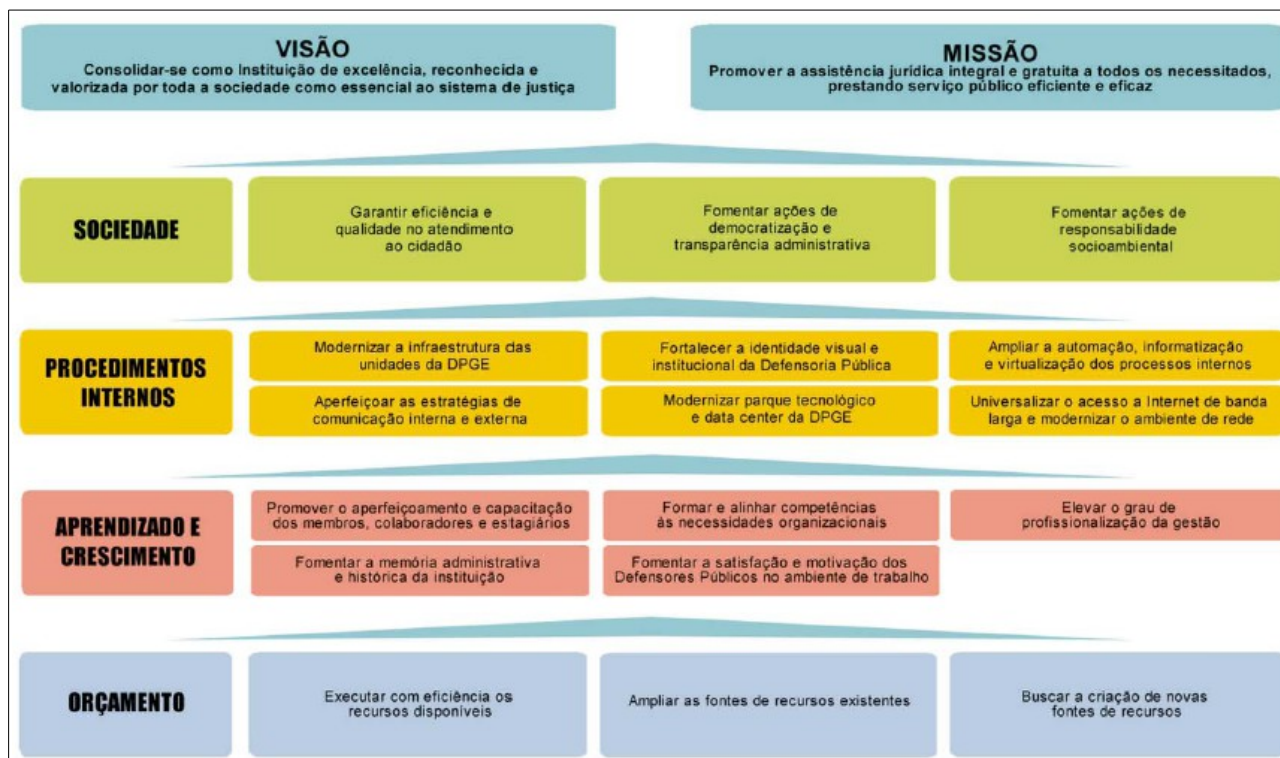 VISÃO
Consolidar-se como Instituição de excelência, reconhecida e
valorizada por toda a sociedade como essencial ao sistema de justiça
MISSÃO
Promover a assistência jurídica integral e gratuita a todos os necessitados,
prestando serviço público eficiente e eficaz
SOCIEDADE
Garantir eficiência e
qualidade no atendimento
ao cidadão
Fomentar ações de
democratização e
transparência administrativa
Fomentar ações de
responsabilidade
socioambiental
PROCEDIMENTOS
INTERNOS
Modernizar a infraestrutura das
unidades da DPGE
Fortalecer a identidade visual e
institucional da Defensoria Pública
Ampliar a automação, informatização
e virtualização dos processos internos
Aperfeiçoar as estratégias de
comunicação interna e externa
Modernizar parque tecnológico
e data center da DPGE
Universalizar o acesso a Internet de banda
larga e modernizar o ambiente de rede
APRENDIZADO E
CRESCIMENTO
Promover o aperfeiçoamento e capacitação
dos membros, colaboradores e estagiários
Formar e alinhar competências
às necessidades organizacionais
Elevar o grau de
profissionalização da gestão
Fomentar a memória administrativa
e histórica da instituição
Fomentar a satisfação e motivação dos
Defensores Públicos no ambiente de trabalho
ORÇAMENTO
Executar com eficiência os
recursos disponíveis
Ampliar as fontes de recursos existentes
Buscar a criação de novas
fontes de recursos